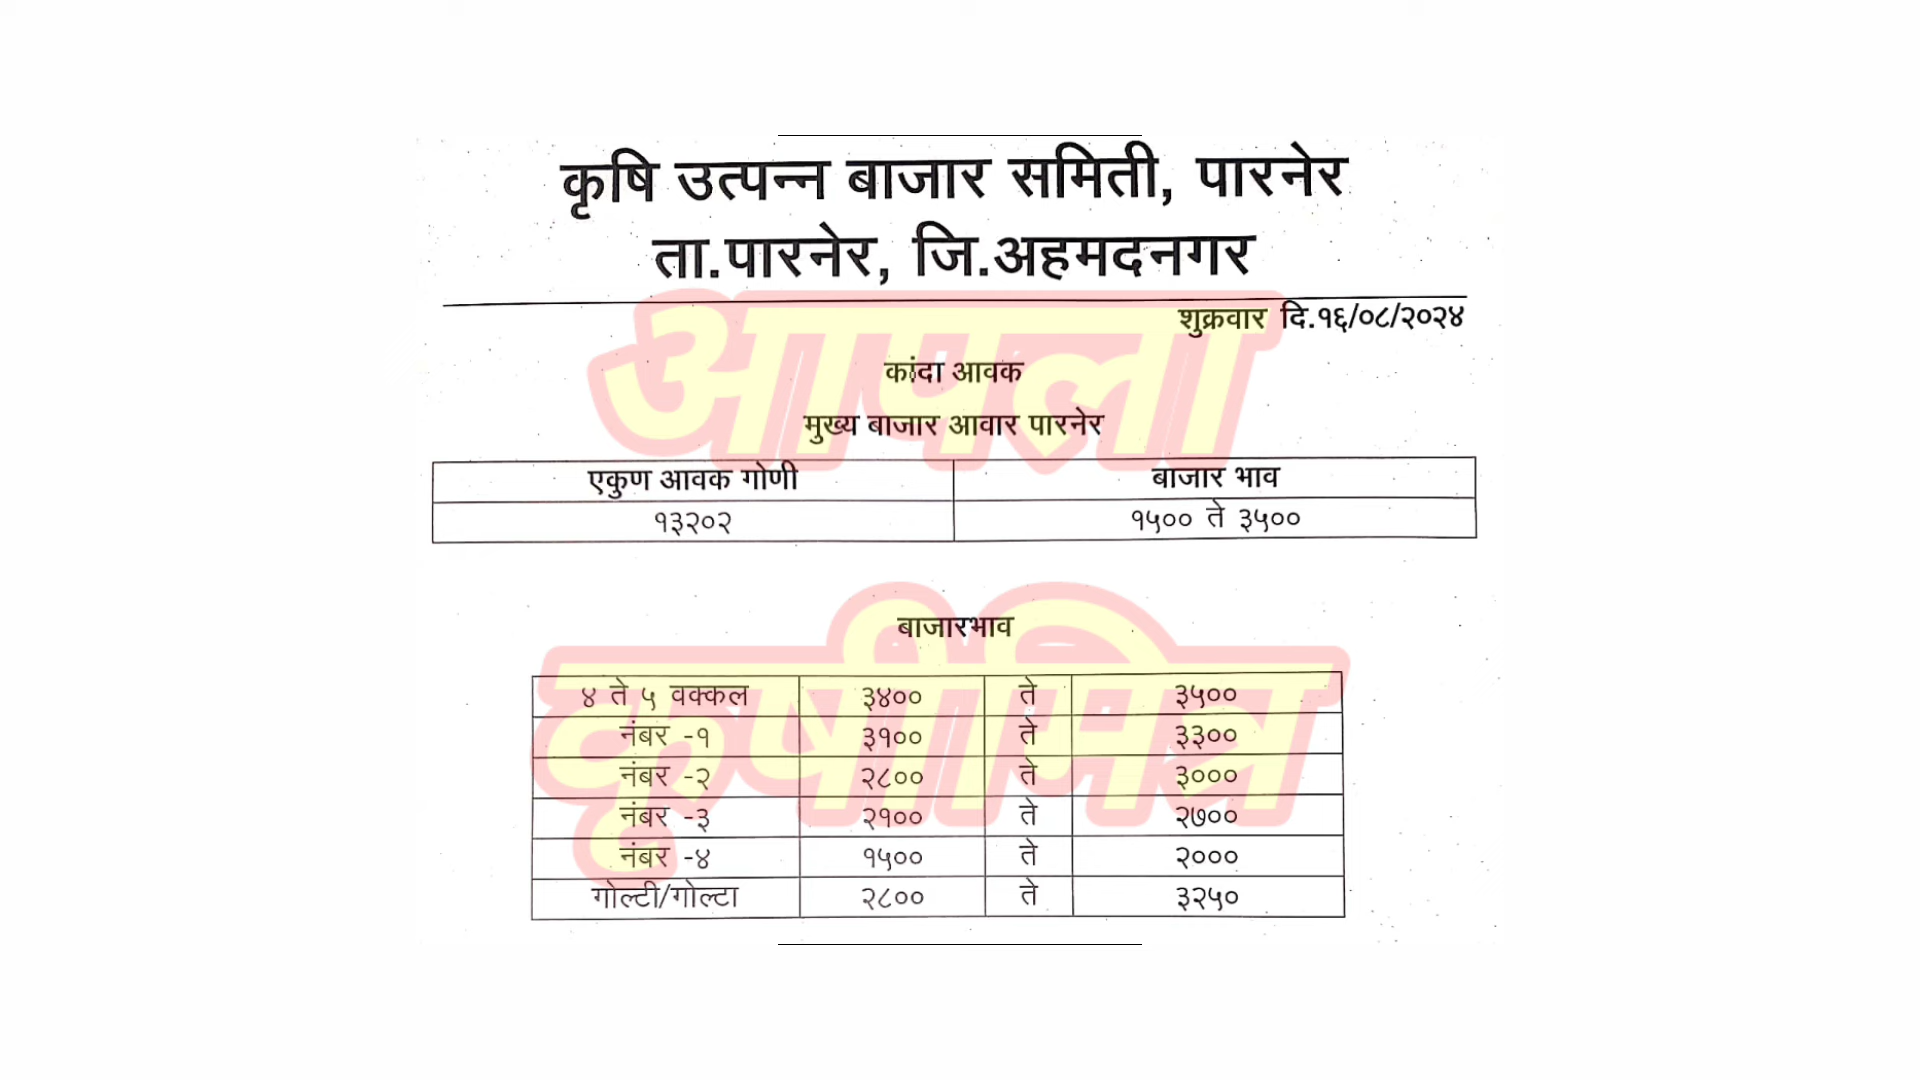 कृषि उत्पन्न बाजार समिती, पारनेर
ता.पारनेर, जि.अहमदनगर
शुक्रवार दि.१६/०८/२०२४
कांदा आवक
मुख्य बाजार आवार पारनेर
एकुण आवक गोणी बाजार भाव
१३२०२ १५०० ते ३५००
बाजारभाव
४ ते ५ वक्कल ३४०० ते ३५००
नंबर -१ ३१०० ते ३३००
नंबर -२ २८०० ते ३०००
नंबर -३ २१०० ते २७००
नंबर -४ १५०० ते २०००
गोल्टी/गोल्टा २८०० ते ३२५०
आपला
कृषीमित्र